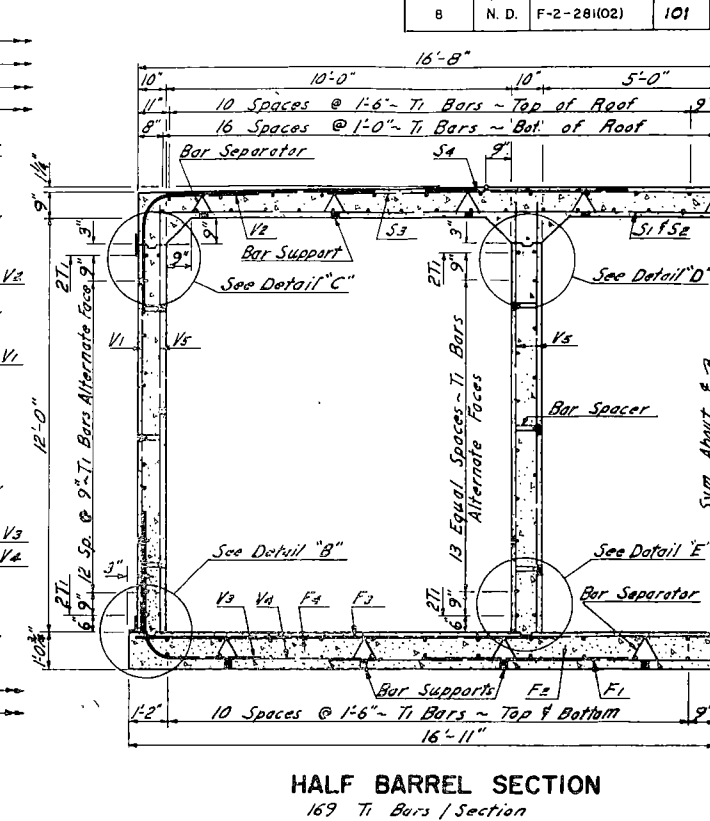 8 N. D. F-2-281(02) 101
16'-8"
10" 10'-0" 10" 5'-0"
11" 10 Spaces @ 1'-6" ~ T1 Bars ~ Top of Roof 9"
8" 16 Spaces @ 1'-0" ~ T1 Bars ~ Bot. of Roof
Bar Separator S4 9"
1¼"
9"
3" 9" V2 Bar Support S3 3" S1 & S2
9"
2T1 9" See Detail "C" 2T1 9" See Detail "D"
V2
V1 V5 V5
V1
12'-0"
12 Sp. @ 9" ~ T1 Bars Alternate Face
13 Equal Spaces ~ T1 Bars
Alternate Faces
Bar Spacer
Sym. About
V3
V4
See Detail "B" See Detail "E"
3"
2T1 6" 9" V3 V4 F4 F3 2T1 6" 9" Bar Separator
Bar Supports F2 F1
1'-2" 10 Spaces @ 1'-6" ~ T1 Bars ~ Top & Bottom 9"
16'-11"
HALF BARREL SECTION
169 T1 Bars / Section